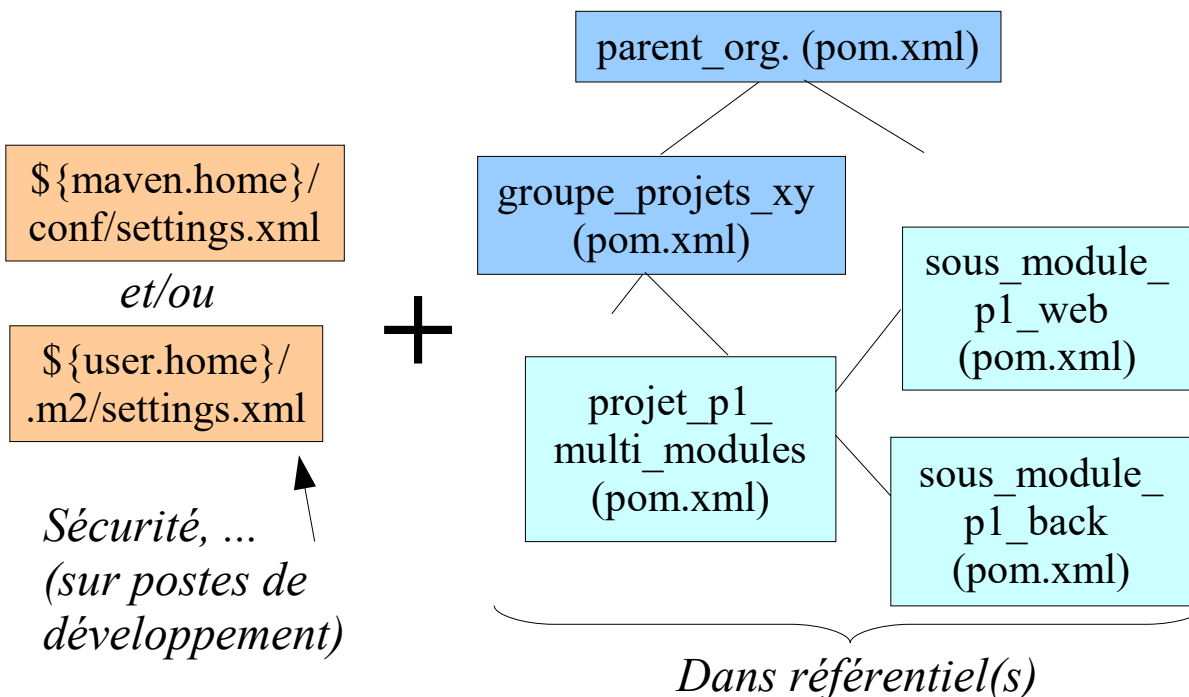 parent_org. (pom.xml)
${maven.home}/
conf/settings.xml
et/ou
${user.home}/
.m2/settings.xml
Sécurité, ...
(sur postes de
développement)
+
groupe_projets_xy
(pom.xml)
projet_p1_
multi_modules
(pom.xml)
sous_module_
p1_web
(pom.xml)
sous_module_
p1_back
(pom.xml)
Dans référentiel(s)